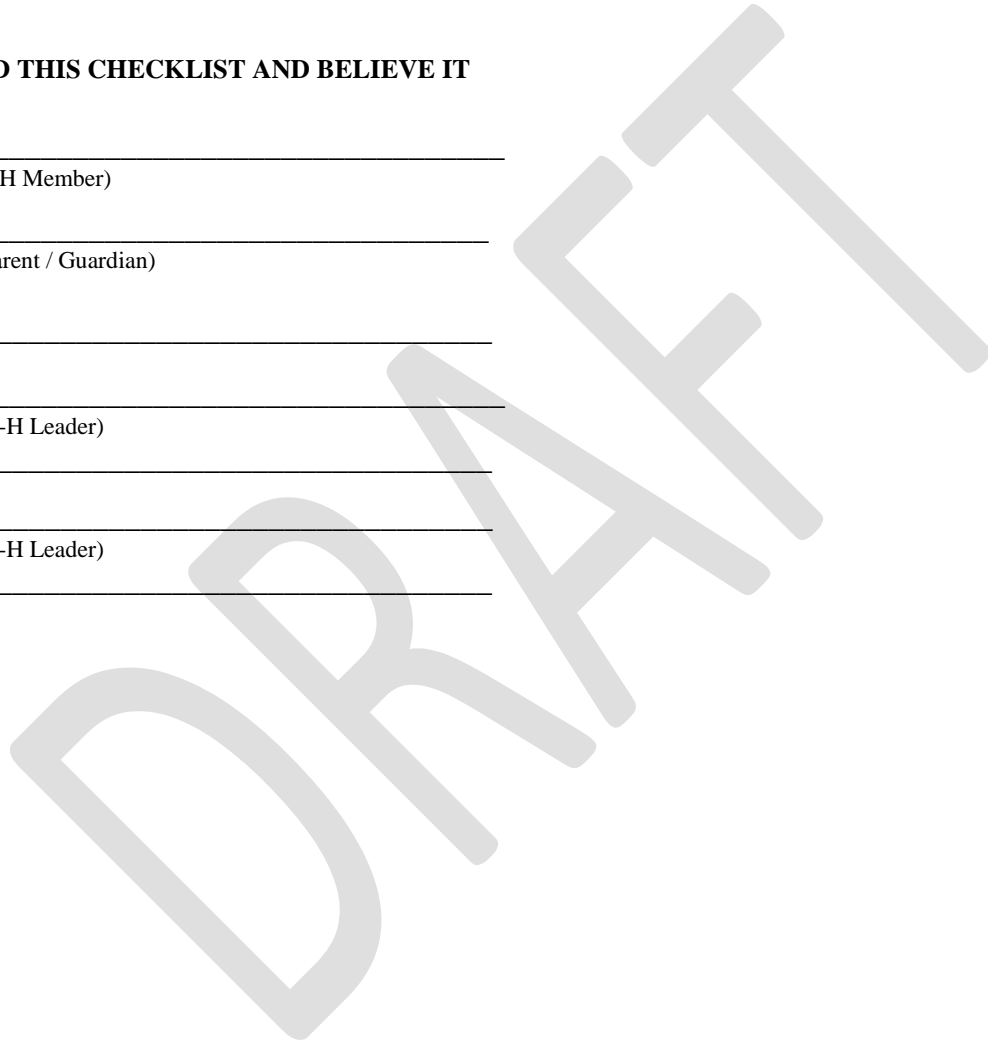 D THIS CHECKLIST AND BELIEVE IT
H Member)
arent / Guardian)
-H Leader)
-H Leader)
DRAFT